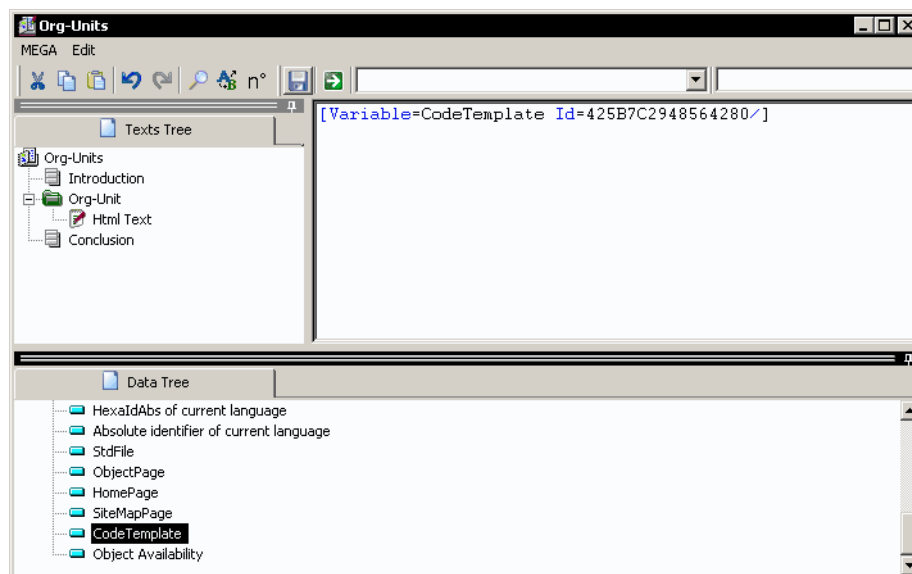 Org-Units
MEGA Edit
n°
Texts Tree
[Variable=CodeTemplate Id=425B7C2948564280/]
Org-Units
Introduction
Org-Unit
Html Text
Conclusion
Data Tree
HexaIdAbs of current language
Absolute identifier of current language
StdFile
ObjectPage
HomePage
SiteMapPage
CodeTemplate
Object Availability